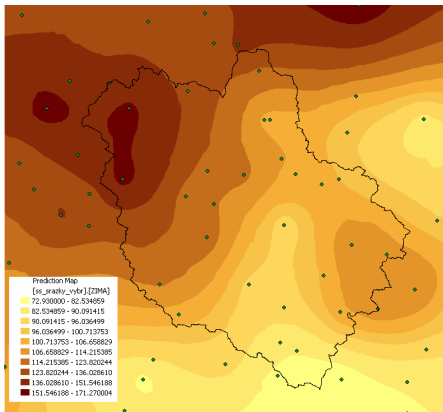 Prediction Map
[ss_srazky_vybr].[ZIMA]
72.930000 - 82.534859
82.534859 - 90.091415
90.091415 - 96.036499
96.036499 - 100.713753
100.713753 - 106.658829
106.658829 - 114.215385
114.215385 - 123.820244
123.820244 - 136.028610
136.028610 - 151.546188
151.546188 - 171.270004